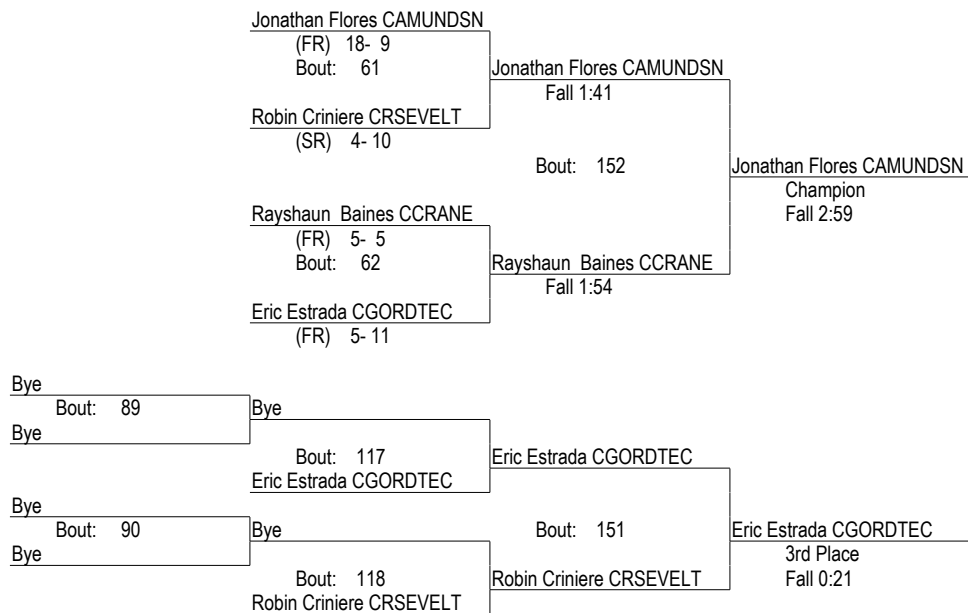 Jonathan Flores CAMUNDSN
(FR) 18- 9
Bout: 61
Jonathan Flores CAMUNDSN
Fall 1:41
Robin Criniere CRSEVELT
(SR) 4- 10
Bout: 152
Jonathan Flores CAMUNDSN
Champion
Fall 2:59
Rayshaun Baines CCRANE
(FR) 5- 5
Bout: 62
Rayshaun Baines CCRANE
Fall 1:54
Eric Estrada CGORDTEC
(FR) 5- 11
Bye
Bout: 89
Bye
Bye
Bout: 117
Eric Estrada CGORDTEC
Eric Estrada CGORDTEC
Bye
Bout: 90
Bye
Bye
Bout: 151
Eric Estrada CGORDTEC
3rd Place
Fall 0:21
Bout: 118
Robin Criniere CRSEVELT
Robin Criniere CRSEVELT